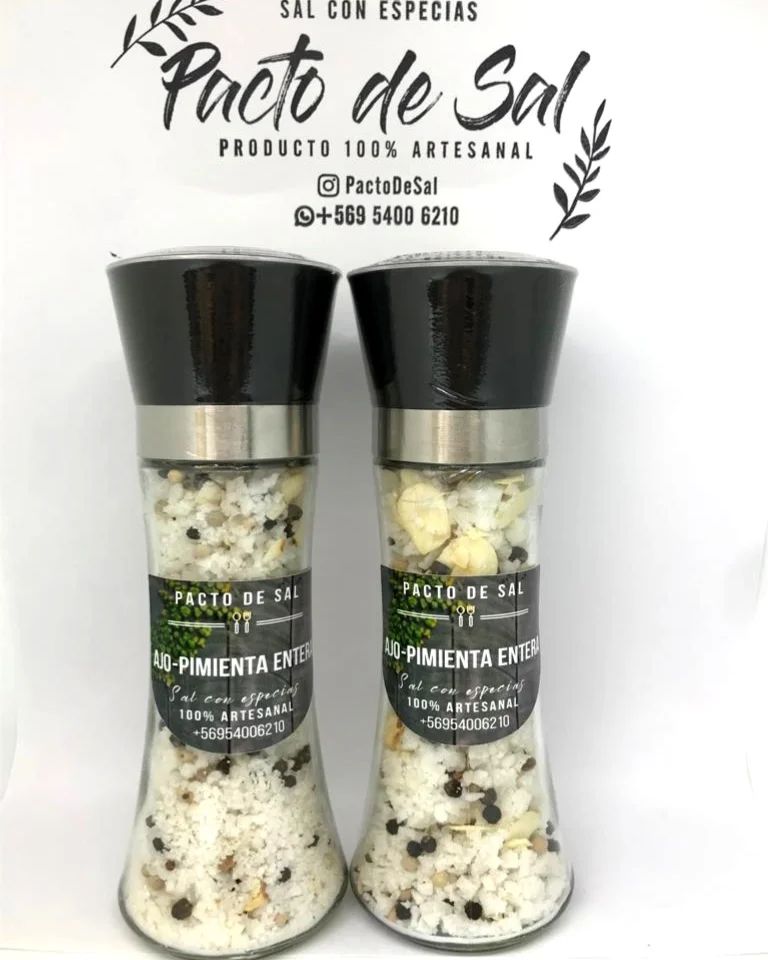 SAL CON ESPECIAS
Pacto de Sal
PRODUCTO 100% ARTESANAL
PactoDeSal
+569 5400 6210
PACTO DE SAL
AJO-PIMIENTA ENTERA
Sal con especias
100% ARTESANAL
+56954006210
PACTO DE SAL
AJO-PIMIENTA ENTERA
Sal con especias
100% ARTESANAL
+56954006210